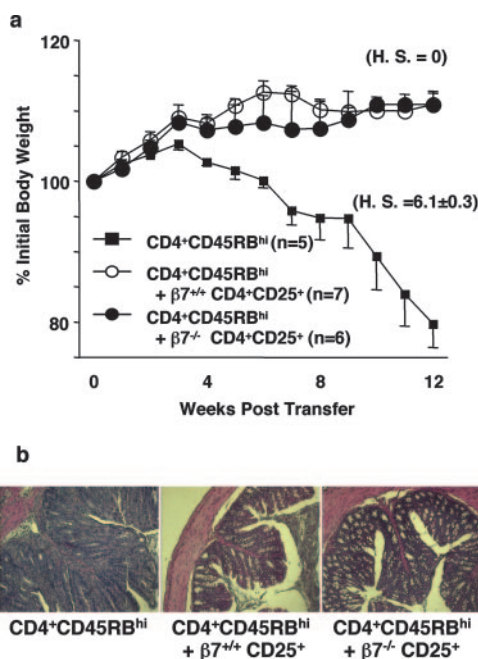 a
120
(H. S. = 0)
100
(H. S. =6.1±0.3)
80
% Initial Body Weight
CD4⁺CD45RBʰⁱ (n=5)
CD4⁺CD45RBʰⁱ
+ β7⁺/⁺ CD4⁺CD25⁺ (n=7)
CD4⁺CD45RBʰⁱ
+ β7⁻/⁻ CD4⁺CD25⁺ (n=6)
0 4 8 12
Weeks Post Transfer
b
CD4⁺CD45RBʰⁱ
CD4⁺CD45RBʰⁱ
+ β7⁺/⁺ CD25⁺
CD4⁺CD45RBʰⁱ
+ β7⁻/⁻ CD25⁺